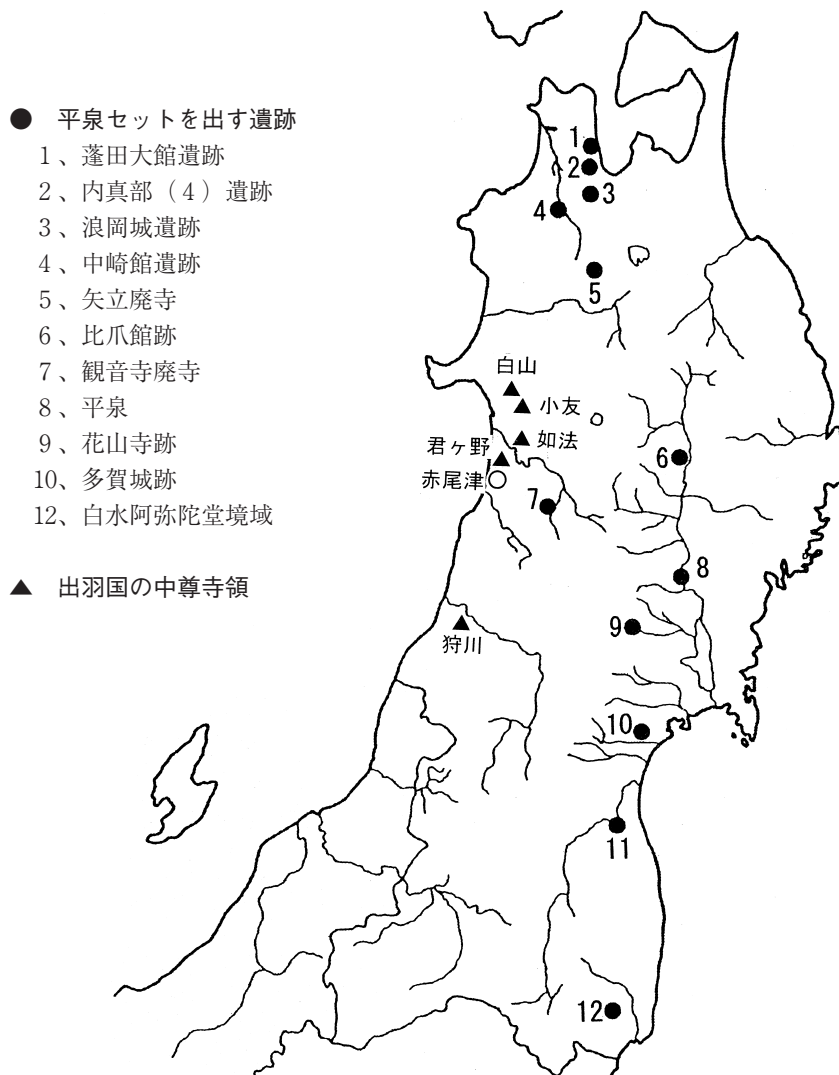 ● 平泉セットを出す遺跡
1、蓬田大館遺跡
2、内真部（4）遺跡
3、浪岡城遺跡
4、中崎館遺跡
5、矢立廃寺
6、比爪館跡
7、観音寺廃寺
8、平泉
9、花山寺跡
10、多賀城跡
12、白水阿弥陀堂境域
▲ 出羽国の中尊寺領
1
2
3
4
5
白山
小友
如法
君ヶ野
赤尾津
6
7
8
9
狩川
10
11
12